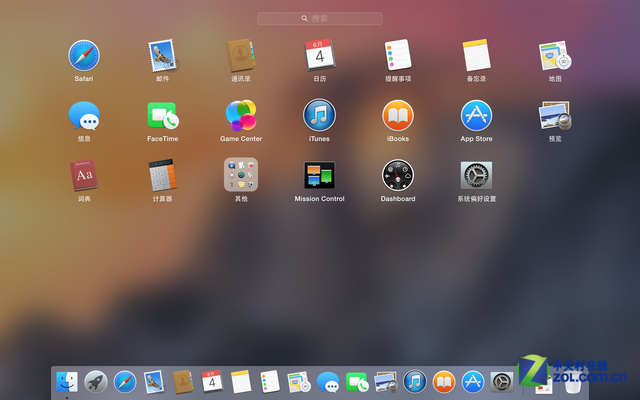 搜索
Safari
邮件
通讯录
6月
4
日历
提醒事项
备忘录
地图
信息
FaceTime
Game Center
iTunes
iBooks
App Store
预览
Aa
词典
计算器
其他
Mission Control
Dashboard
系统偏好设置
4
中关村在线
ZOL.com.cn